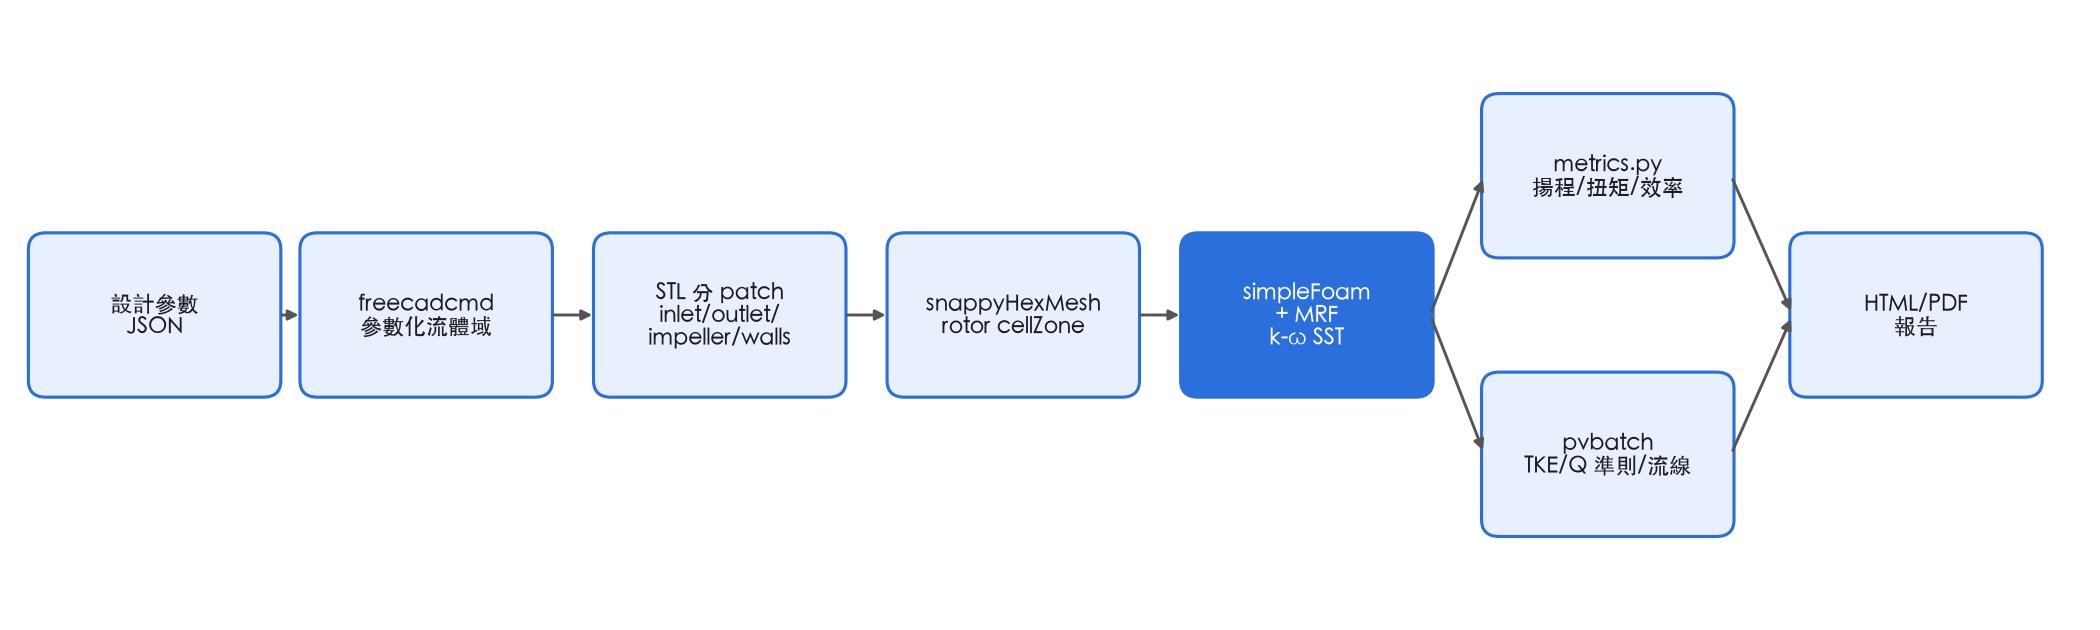 設計參數
JSON
freecadcmd
參數化流體域
STL 分 patch
inlet/outlet/
impeller/walls
snappyHexMesh
rotor cellZone
simpleFoam
+ MRF
k-ω SST
metrics.py
揚程/扭矩/效率
pvbatch
TKE/Q 準則/流線
HTML/PDF
報告